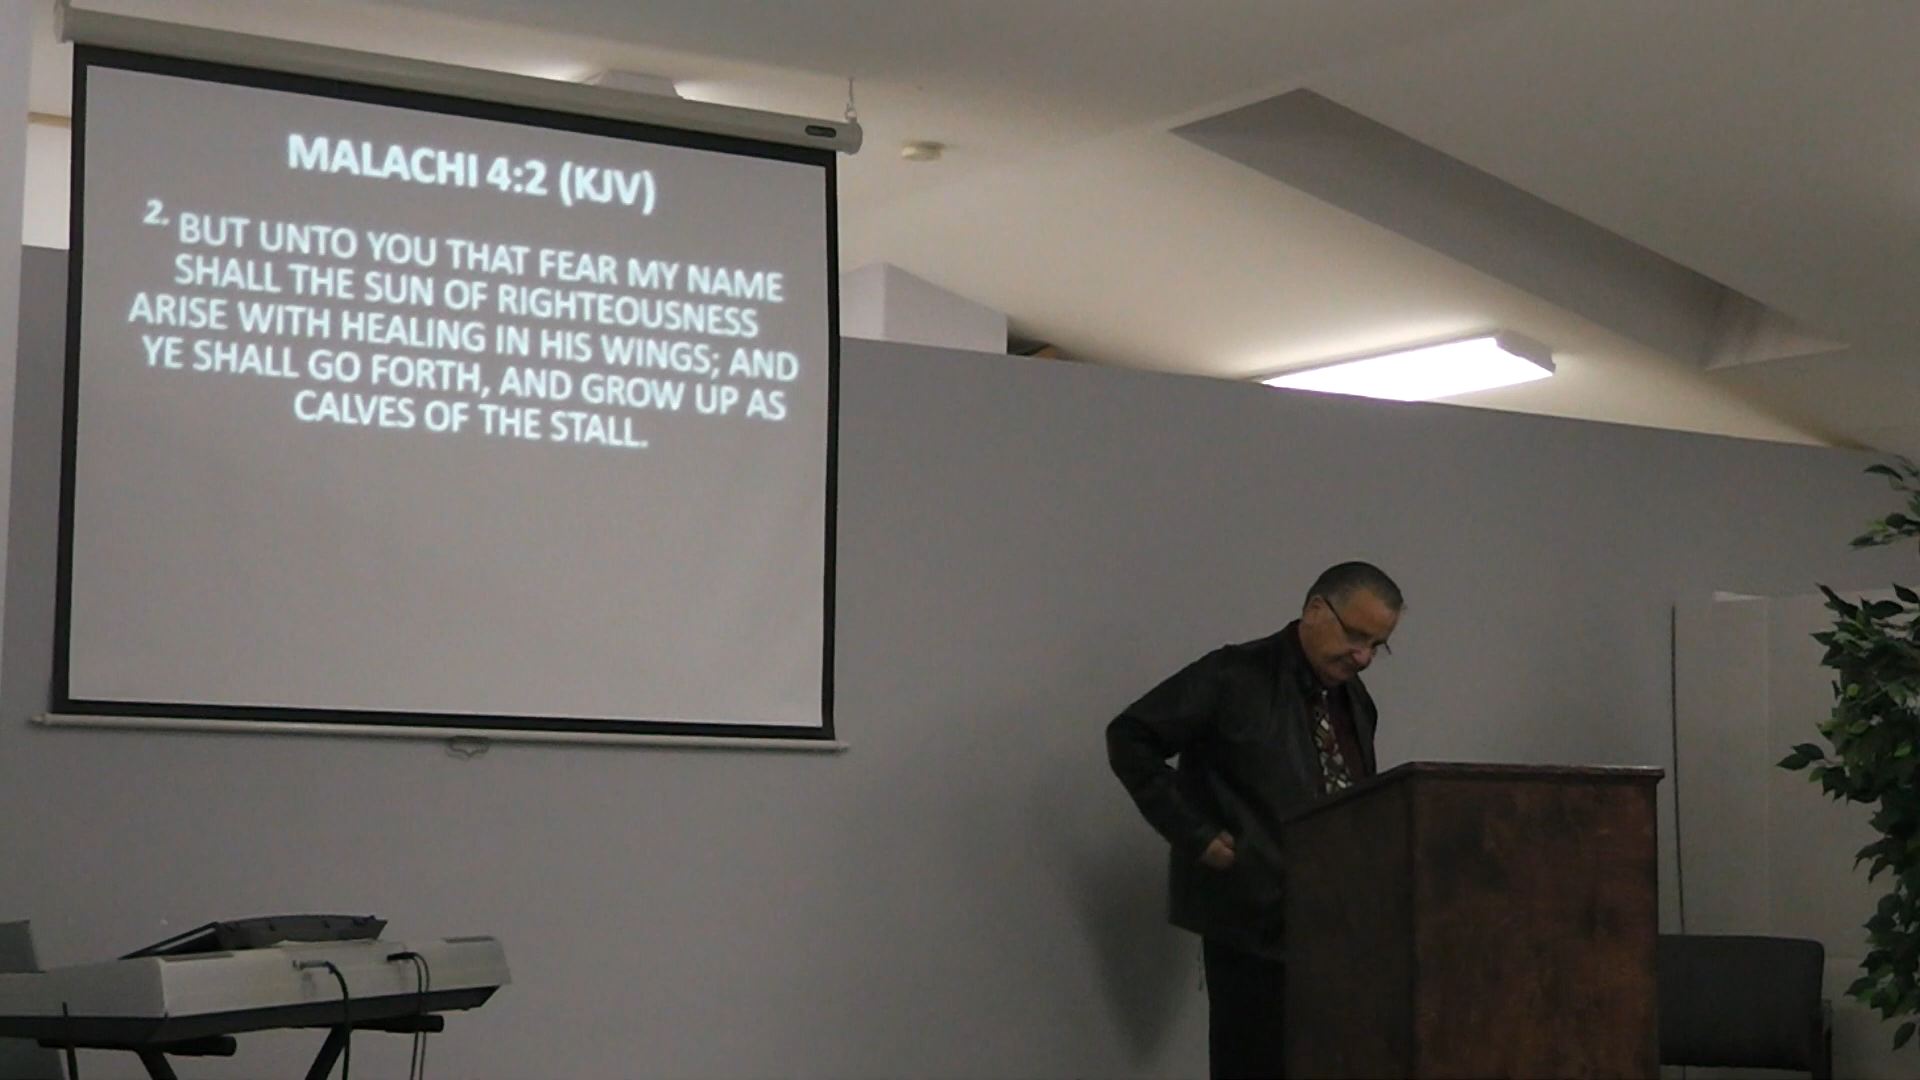 MALACHI 4:2 (KJV)
2. BUT UNTO YOU THAT FEAR MY NAME
SHALL THE SUN OF RIGHTEOUSNESS
ARISE WITH HEALING IN HIS WINGS; AND
YE SHALL GO FORTH, AND GROW UP AS
CALVES OF THE STALL.